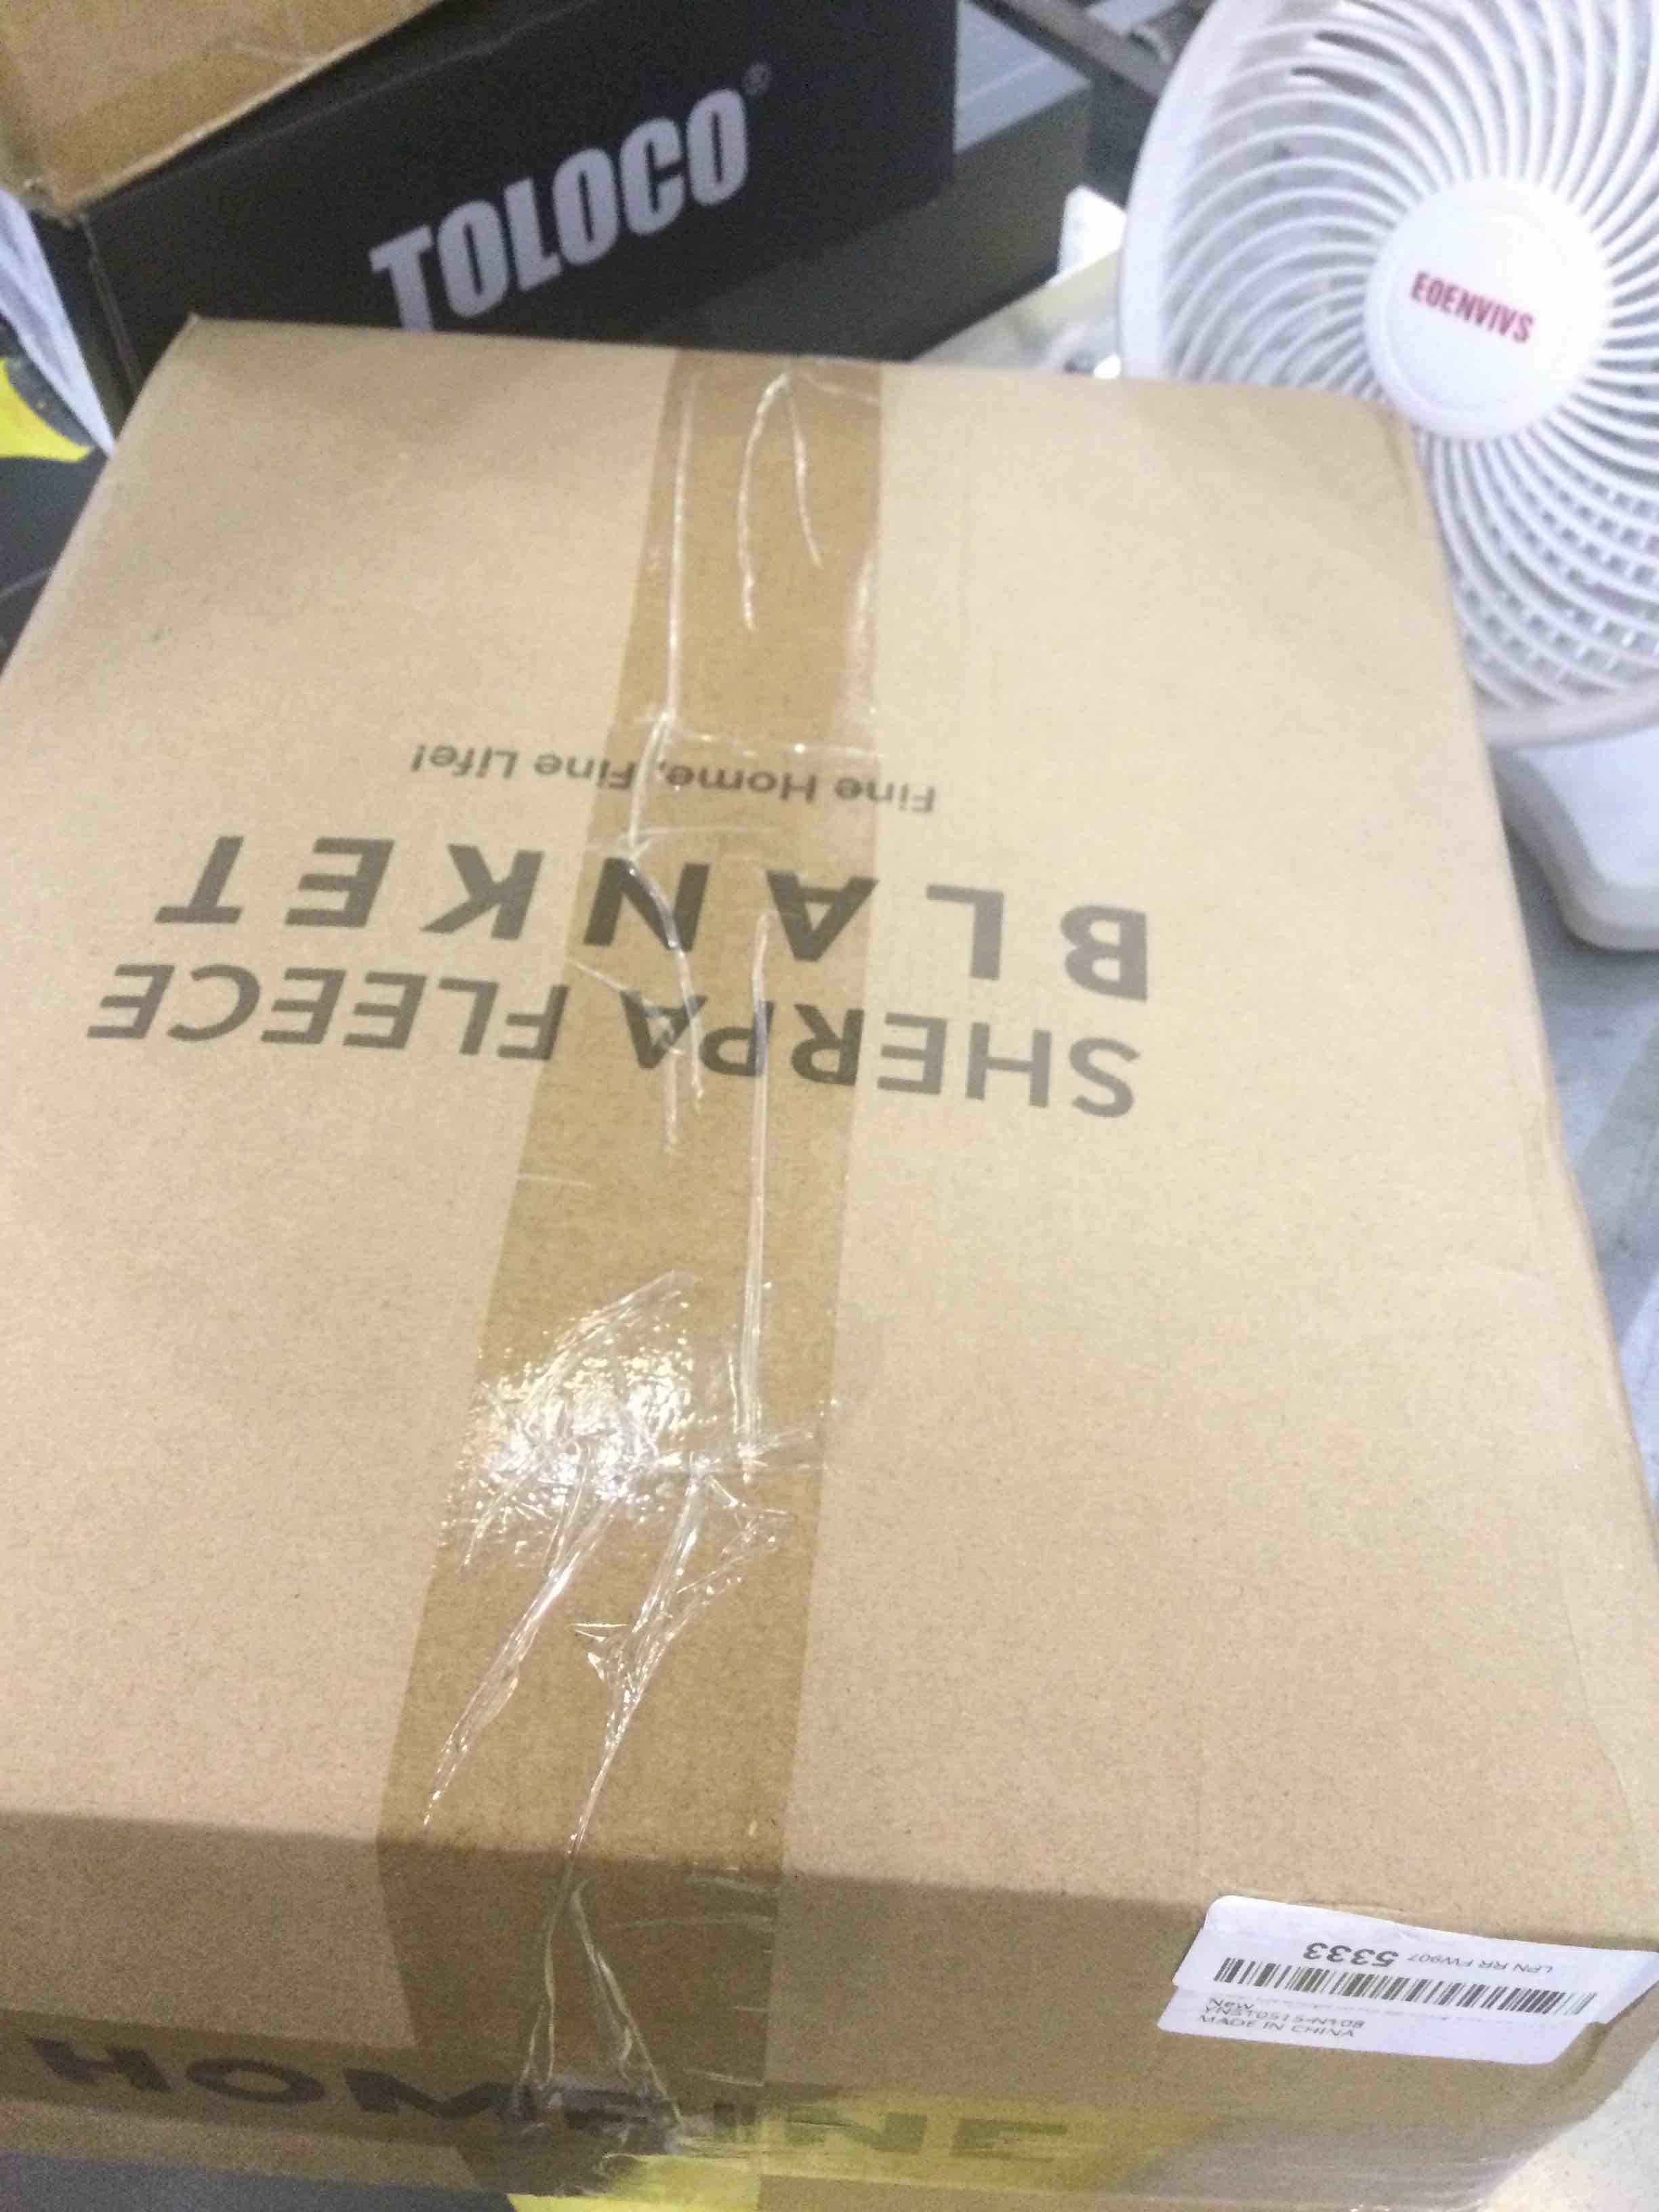 TOLOCO®
EOENVIVS
SHERPA FLEECE
BLANKET
Fine Home, Fine Life!
LPN RR FW907 5333
New
MADE IN CHINA